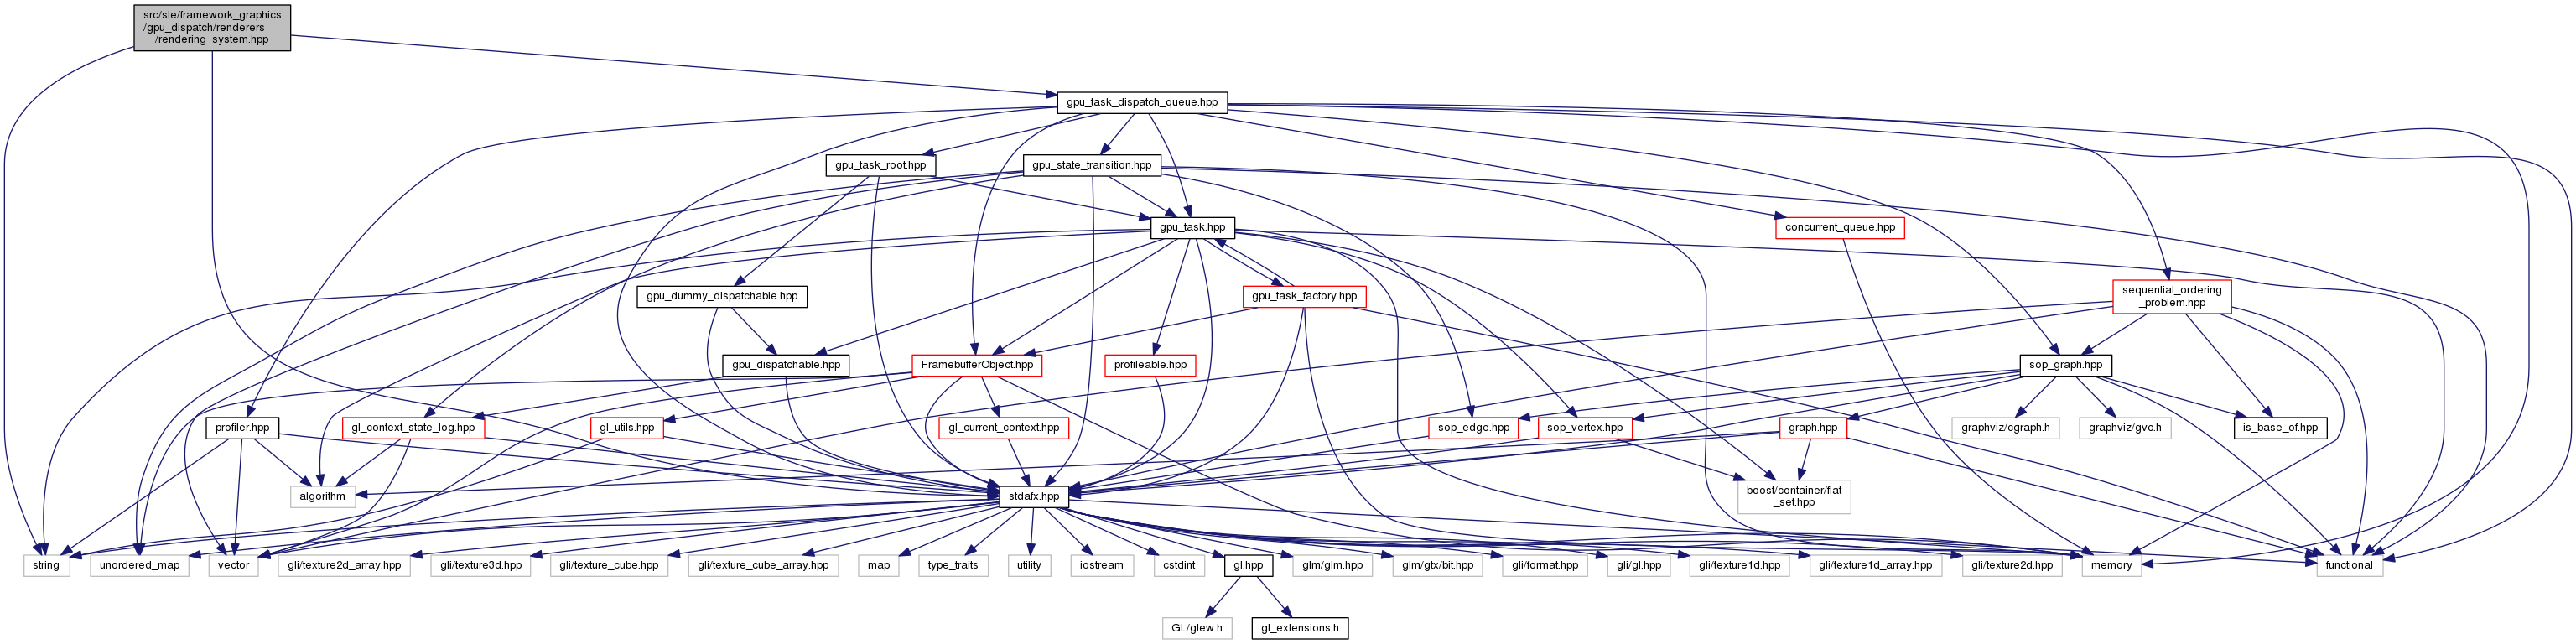 src/ste/framework_graphics
/gpu_dispatch/renderers
/rendering_system.hpp
gpu_task_dispatch_queue.hpp
gpu_task_root.hpp
gpu_state_transition.hpp
gpu_task.hpp
concurrent_queue.hpp
gpu_dummy_dispatchable.hpp
gpu_task_factory.hpp
sequential_ordering
_problem.hpp
gpu_dispatchable.hpp
FramebufferObject.hpp
profileable.hpp
sop_graph.hpp
profiler.hpp
gl_context_state_log.hpp
gl_utils.hpp
gl_current_context.hpp
sop_edge.hpp
sop_vertex.hpp
graph.hpp
graphviz/cgraph.h
graphviz/gvc.h
is_base_of.hpp
algorithm
stdafx.hpp
boost/container/flat
_set.hpp
string
unordered_map
vector
gli/texture2d_array.hpp
gli/texture3d.hpp
gli/texture_cube.hpp
gli/texture_cube_array.hpp
map
type_traits
utility
iostream
cstdint
gl.hpp
glm/glm.hpp
glm/gtx/bit.hpp
gli/format.hpp
gli/gl.hpp
gli/texture1d.hpp
gli/texture1d_array.hpp
gli/texture2d.hpp
memory
functional
GL/glew.h
gl_extensions.h